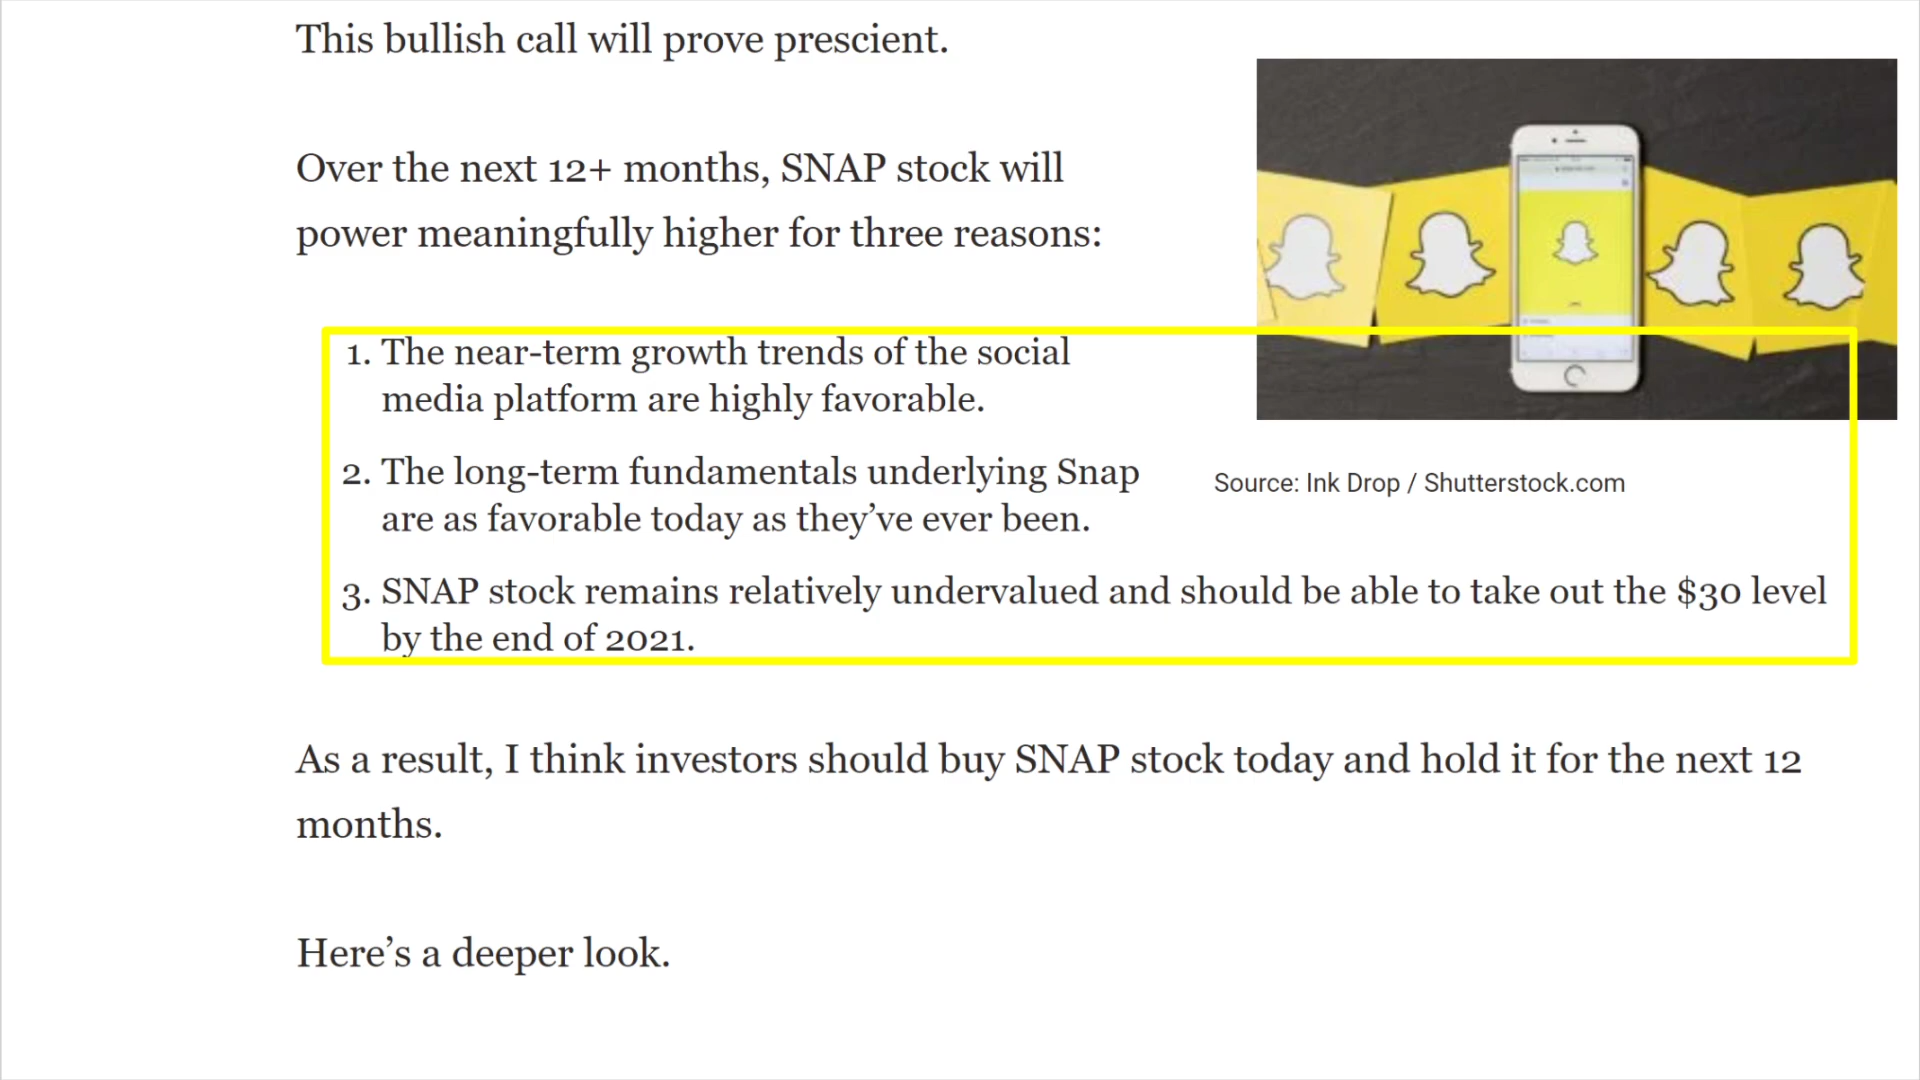 This bullish call will prove prescient.
Over the next 12+ months, SNAP stock will
power meaningfully higher for three reasons:
1. The near-term growth trends of the social
media platform are highly favorable.
2. The long-term fundamentals underlying Snap
are as favorable today as they’ve ever been.
Source: Ink Drop / Shutterstock.com
3. SNAP stock remains relatively undervalued and should be able to take out the $30 level
by the end of 2021.
As a result, I think investors should buy SNAP stock today and hold it for the next 12
months.
Here’s a deeper look.